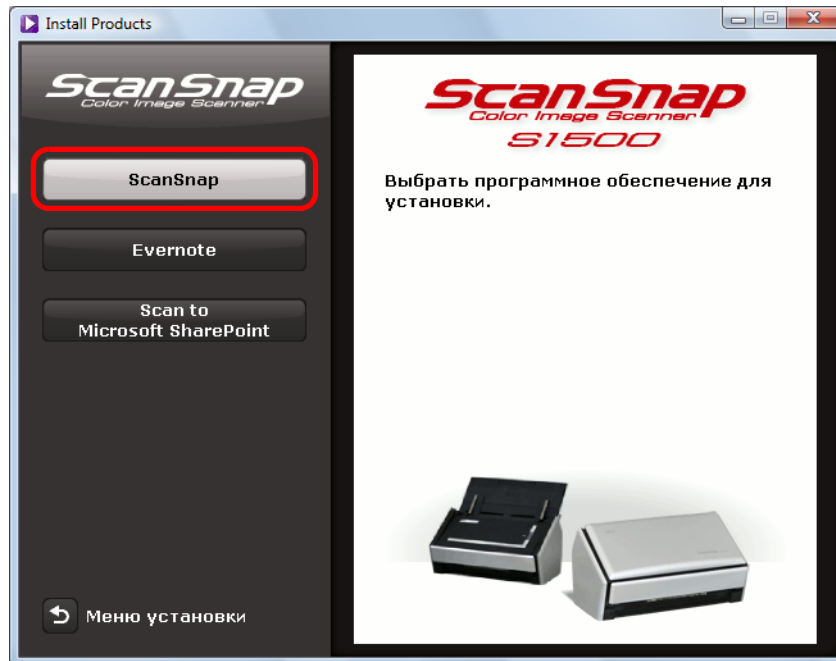 Install Products
ScanSnap
Color Image Scanner
ScanSnap
Evernote
Scan to
Microsoft SharePoint
Меню установки
ScanSnap
Color Image Scanner
S1500
Выбрать программное обеспечение для
установки.